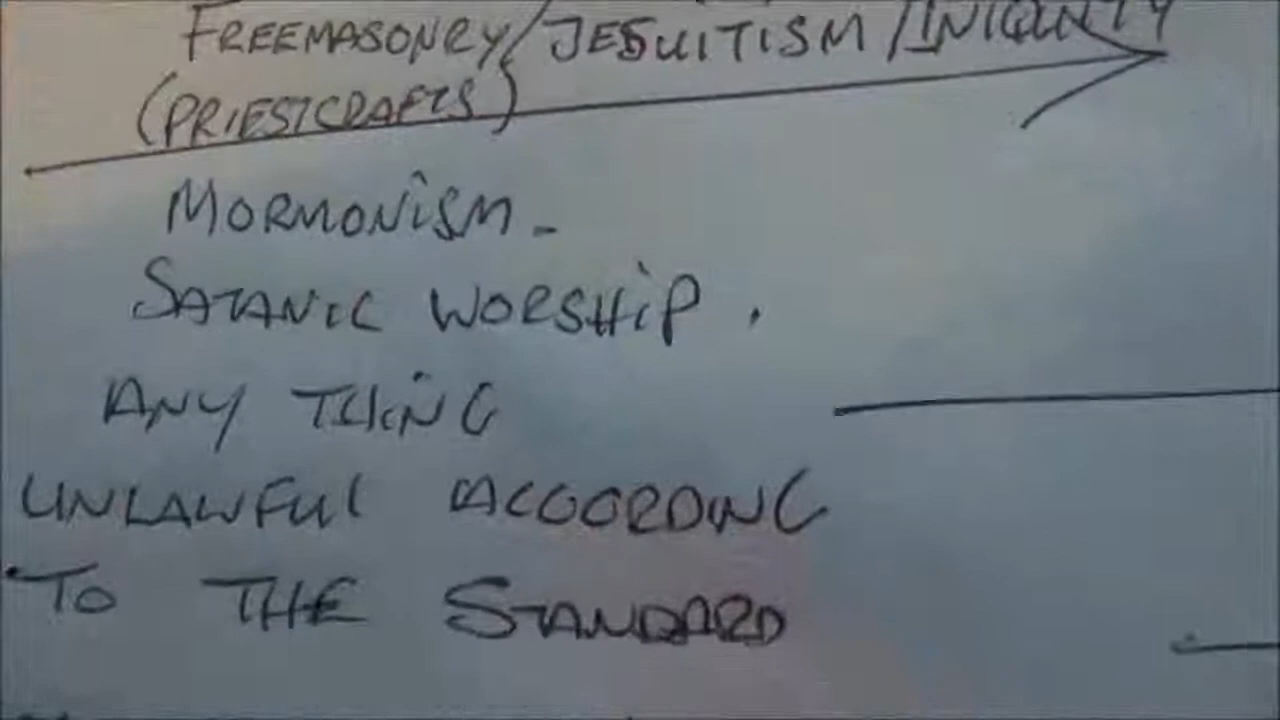 FREEMASONRY/JESUITISM/INIQUITY
(PRIESTCRAFTS)
MORMONiSM -
SATANiC WORSHiP .
ANY THiNG
UNLAWFUL ACCORDING
TO THE STANDARD